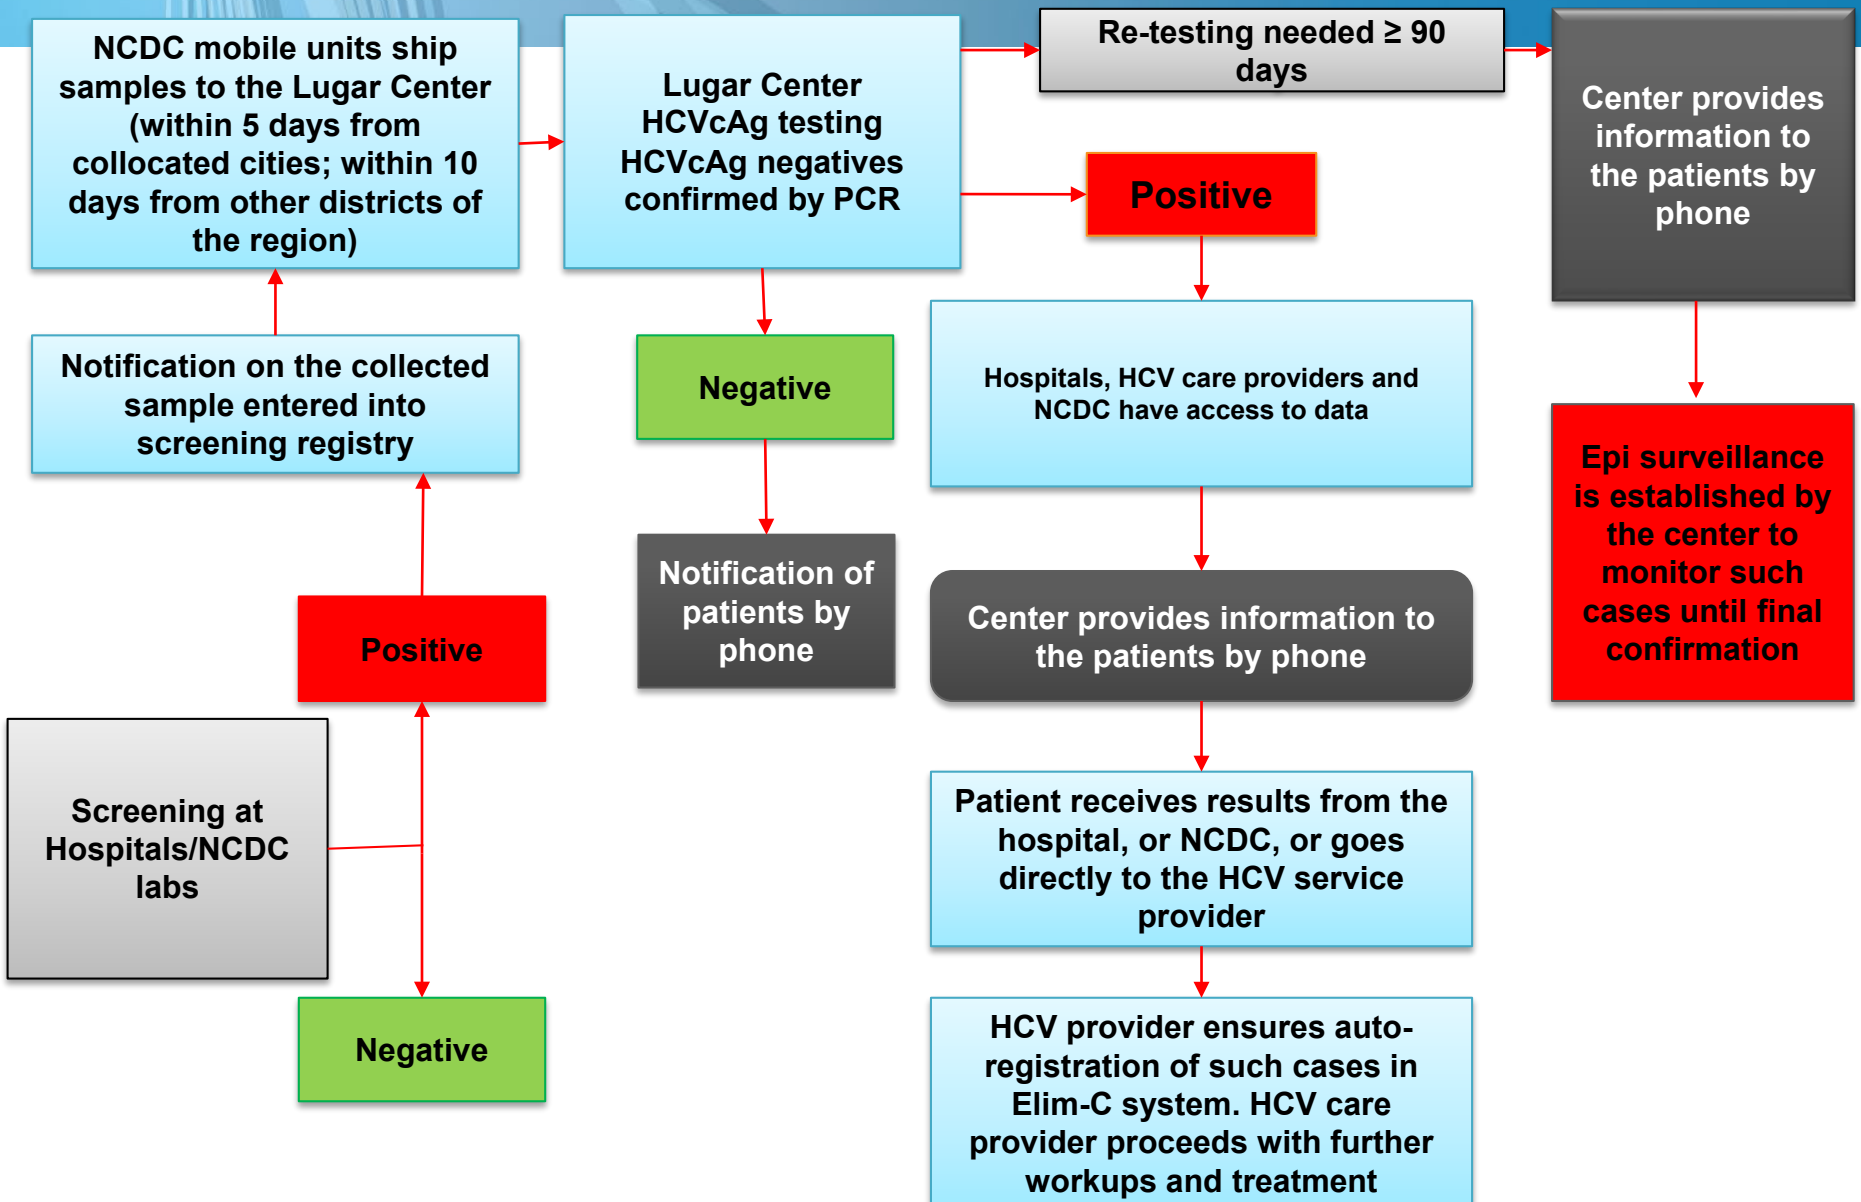 NCDC mobile units ship
samples to the Lugar Center
(within 5 days from
collocated cities; within 10
days from other districts of
the region)
Lugar Center
HCVcAg testing
HCVcAg negatives
confirmed by PCR
Re-testing needed ≥ 90
days
Center provides
information to
the patients by
phone
Positive
Notification on the collected
sample entered into
screening registry
Negative
Hospitals, HCV care providers and
NCDC have access to data
Epi surveillance
is established by
the center to
monitor such
cases until final
confirmation
Notification of
patients by
phone
Center provides information to
the patients by phone
Positive
Screening at
Hospitals/NCDC
labs
Patient receives results from the
hospital, or NCDC, or goes
directly to the HCV service
provider
Negative
HCV provider ensures auto-
registration of such cases in
Elim-C system. HCV care
provider proceeds with further
workups and treatment